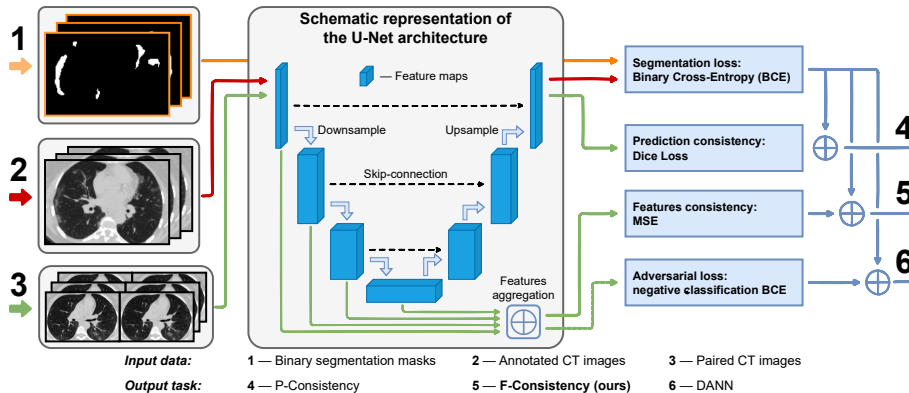 Schematic representation of
the U-Net architecture
1
2
3
— Feature maps
Downsample
Upsample
Skip-connection
Features
aggregation
Segmentation loss:
Binary Cross-Entropy (BCE)
Prediction consistency:
Dice Loss
Features consistency:
MSE
Adversarial loss:
negative classification BCE
4
5
6
Input data: 1 — Binary segmentation masks 2 — Annotated CT images 3 — Paired CT images
Output task: 4 — P-Consistency 5 — F-Consistency (ours) 6 — DANN